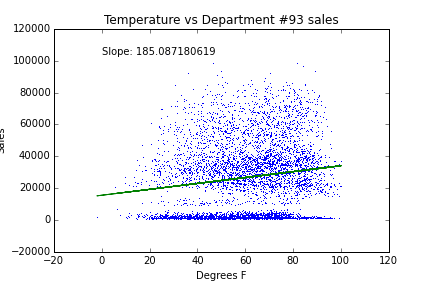 Temperature vs Department #93 sales
120000
Slope: 185.087180619
100000
80000
60000
Sales
40000
20000
0
−20000
−20 0 20 40 60 80 100 120
Degrees F